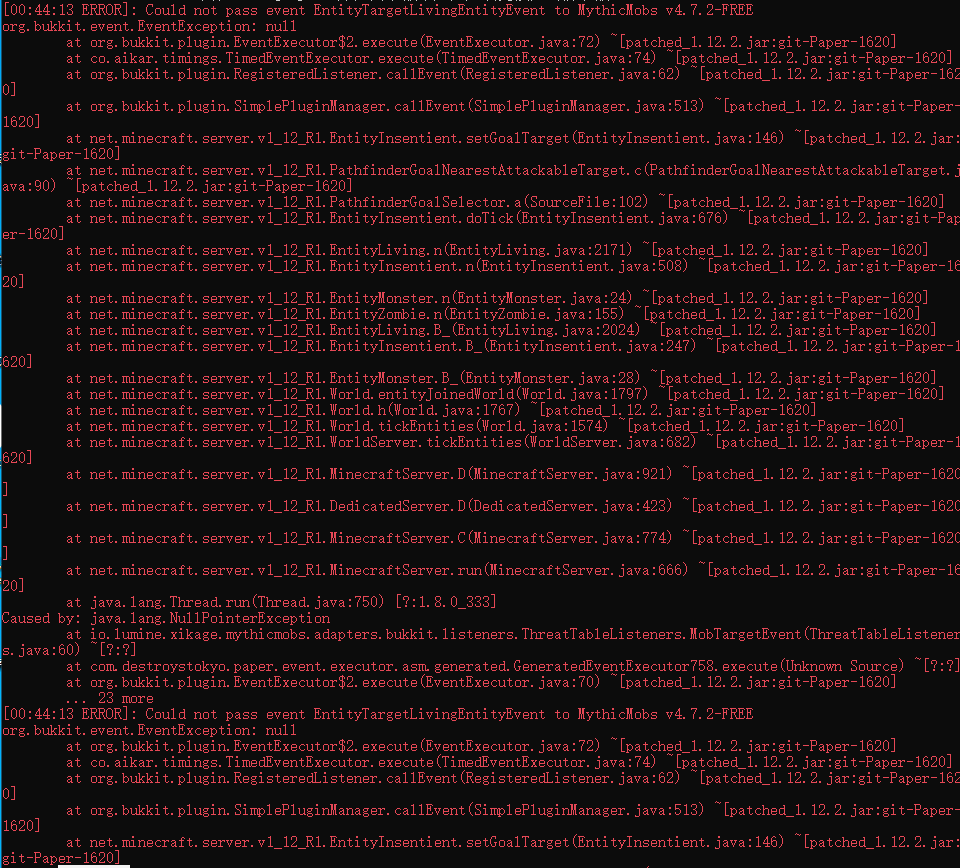 [00:44:13 ERROR]: Could not pass event EntityTargetLivingEntityEvent to MythicMobs v4.7.2-FREE
org.bukkit.event.EventException: null
at org.bukkit.plugin.EventExecutor$2.execute(EventExecutor.java:72) ~[patched_1.12.2.jar:git-Paper-1620]
at co.aikar.timings.TimedEventExecutor.execute(TimedEventExecutor.java:74) ~[patched_1.12.2.jar:git-Paper-1620]
at org.bukkit.plugin.RegisteredListener.callEvent(RegisteredListener.java:62) ~[patched_1.12.2.jar:git-Paper-162
0]
at org.bukkit.plugin.SimplePluginManager.callEvent(SimplePluginManager.java:513) ~[patched_1.12.2.jar:git-Paper-
1620]
at net.minecraft.server.v1_12_R1.EntityInsentient.setGoalTarget(EntityInsentient.java:146) ~[patched_1.12.2.jar:
git-Paper-1620]
at net.minecraft.server.v1_12_R1.PathfinderGoalNearestAttackableTarget.c(PathfinderGoalNearestAttackableTarget.j
ava:90) ~[patched_1.12.2.jar:git-Paper-1620]
at net.minecraft.server.v1_12_R1.PathfinderGoalSelector.a(SourceFile:102) ~[patched_1.12.2.jar:git-Paper-1620]
at net.minecraft.server.v1_12_R1.EntityInsentient.doTick(EntityInsentient.java:676) ~[patched_1.12.2.jar:git-Pap
er-1620]
at net.minecraft.server.v1_12_R1.EntityLiving.n(EntityLiving.java:2171) ~[patched_1.12.2.jar:git-Paper-1620]
at net.minecraft.server.v1_12_R1.EntityInsentient.n(EntityInsentient.java:508) ~[patched_1.12.2.jar:git-Paper-16
20]
at net.minecraft.server.v1_12_R1.EntityMonster.n(EntityMonster.java:24) ~[patched_1.12.2.jar:git-Paper-1620]
at net.minecraft.server.v1_12_R1.EntityZombie.n(EntityZombie.java:155) ~[patched_1.12.2.jar:git-Paper-1620]
at net.minecraft.server.v1_12_R1.EntityLiving.B_(EntityLiving.java:2024) ~[patched_1.12.2.jar:git-Paper-1620]
at net.minecraft.server.v1_12_R1.EntityInsentient.B_(EntityInsentient.java:247) ~[patched_1.12.2.jar:git-Paper-1
620]
at net.minecraft.server.v1_12_R1.EntityMonster.B_(EntityMonster.java:28) ~[patched_1.12.2.jar:git-Paper-1620]
at net.minecraft.server.v1_12_R1.World.entityJoinedWorld(World.java:1797) ~[patched_1.12.2.jar:git-Paper-1620]
at net.minecraft.server.v1_12_R1.World.h(World.java:1767) ~[patched_1.12.2.jar:git-Paper-1620]
at net.minecraft.server.v1_12_R1.World.tickEntities(World.java:1574) ~[patched_1.12.2.jar:git-Paper-1620]
at net.minecraft.server.v1_12_R1.WorldServer.tickEntities(WorldServer.java:682) ~[patched_1.12.2.jar:git-Paper-1
620]
at net.minecraft.server.v1_12_R1.MinecraftServer.D(MinecraftServer.java:921) ~[patched_1.12.2.jar:git-Paper-1620
]
at net.minecraft.server.v1_12_R1.DedicatedServer.D(DedicatedServer.java:423) ~[patched_1.12.2.jar:git-Paper-1620
]
at net.minecraft.server.v1_12_R1.MinecraftServer.C(MinecraftServer.java:774) ~[patched_1.12.2.jar:git-Paper-1620
]
at net.minecraft.server.v1_12_R1.MinecraftServer.run(MinecraftServer.java:666) ~[patched_1.12.2.jar:git-Paper-16
20]
at java.lang.Thread.run(Thread.java:750) [?:1.8.0_333]
Caused by: java.lang.NullPointerException
at io.lumine.xikage.mythicmobs.adapters.bukkit.listeners.ThreatTableListeners.MobTargetEvent(ThreatTableListener
s.java:60) ~[?:?]
at com.destroystokyo.paper.event.executor.asm.generated.GeneratedEventExecutor758.execute(Unknown Source) ~[?:?]
at org.bukkit.plugin.EventExecutor$2.execute(EventExecutor.java:70) ~[patched_1.12.2.jar:git-Paper-1620]
... 23 more
[00:44:13 ERROR]: Could not pass event EntityTargetLivingEntityEvent to MythicMobs v4.7.2-FREE
org.bukkit.event.EventException: null
at org.bukkit.plugin.EventExecutor$2.execute(EventExecutor.java:72) ~[patched_1.12.2.jar:git-Paper-1620]
at co.aikar.timings.TimedEventExecutor.execute(TimedEventExecutor.java:74) ~[patched_1.12.2.jar:git-Paper-1620]
at org.bukkit.plugin.RegisteredListener.callEvent(RegisteredListener.java:62) ~[patched_1.12.2.jar:git-Paper-162
0]
at org.bukkit.plugin.SimplePluginManager.callEvent(SimplePluginManager.java:513) ~[patched_1.12.2.jar:git-Paper-
1620]
at net.minecraft.server.v1_12_R1.EntityInsentient.setGoalTarget(EntityInsentient.java:146) ~[patched_1.12.2.jar:
git-Paper-1620]